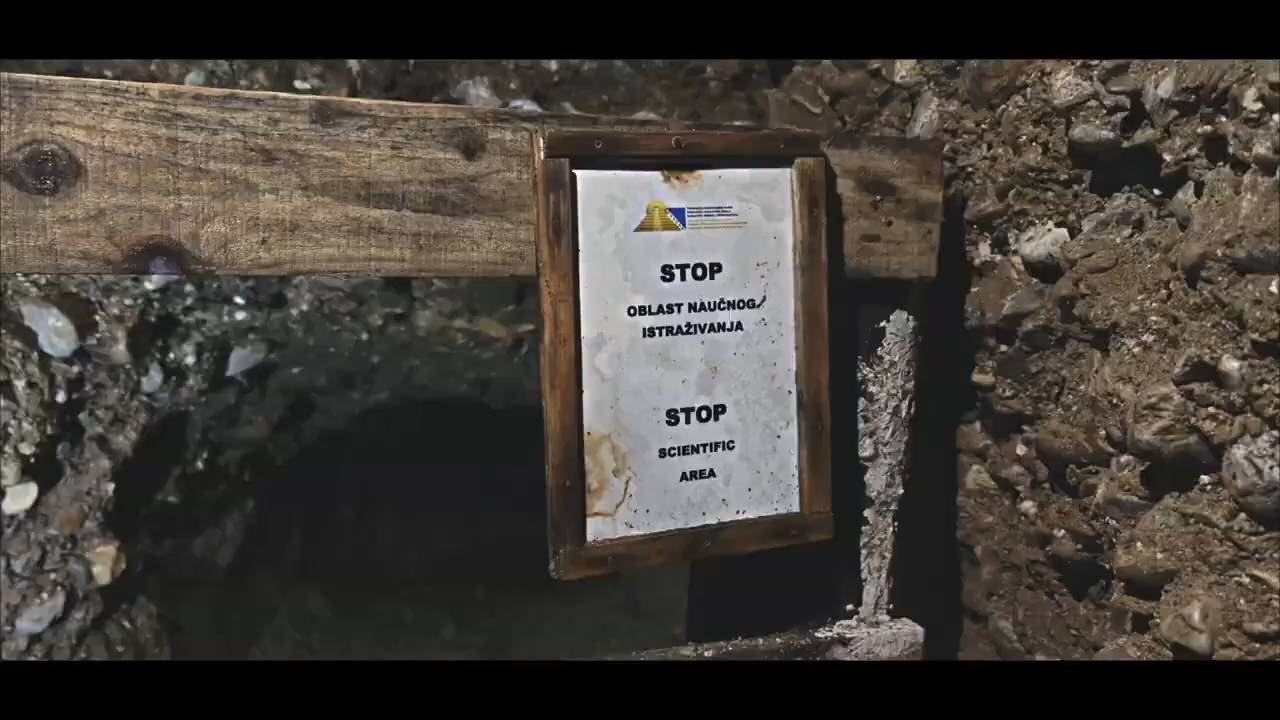 STOP
OBLAST NAUČNOG
ISTRAŽIVANJA
STOP
SCIENTIFIC
AREA